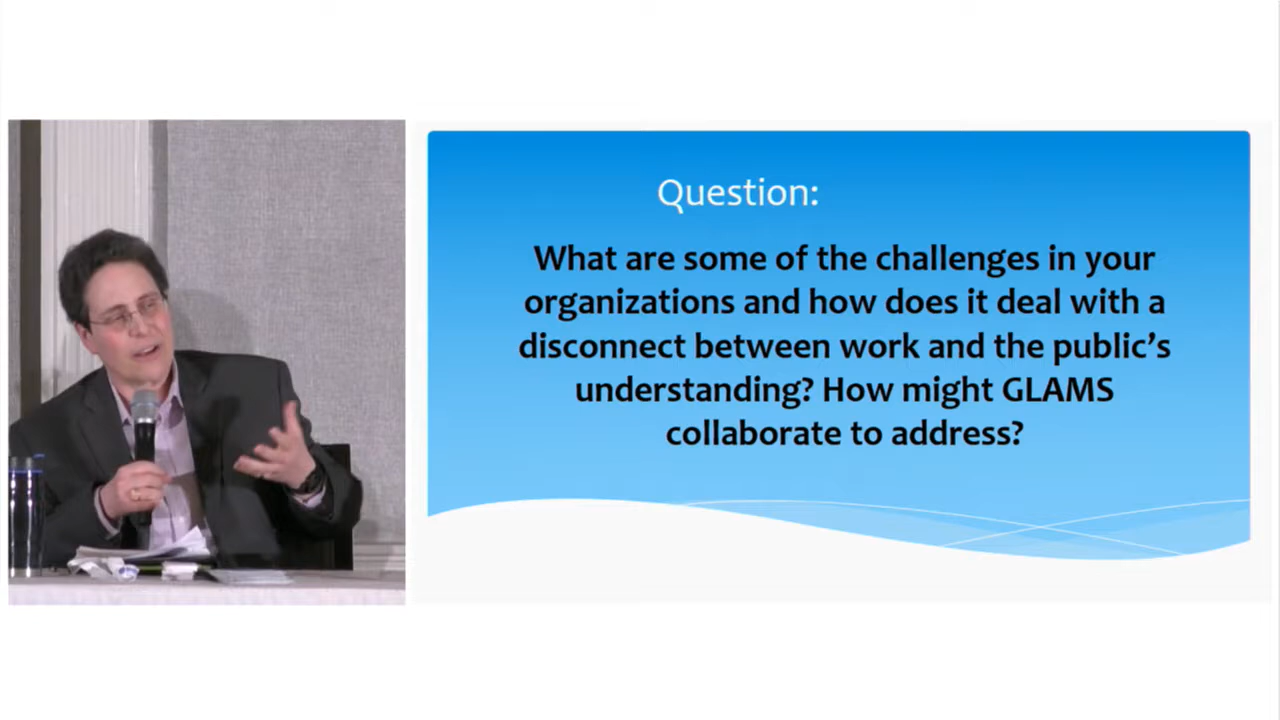 Question:
What are some of the challenges in your
organizations and how does it deal with a
disconnect between work and the public’s
understanding? How might GLAMS
collaborate to address?